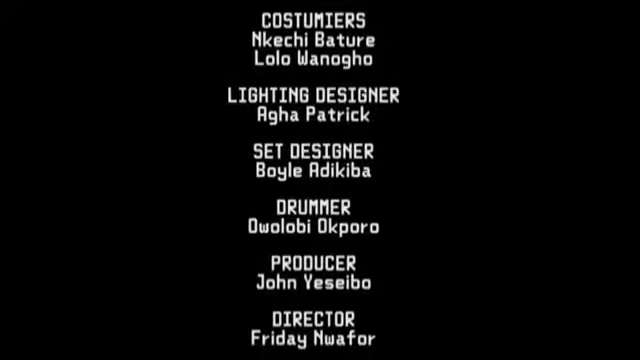 COSTUMIERS
Nkechi Bature
Lolo Wanogho
LIGHTING DESIGNER
Agha Patrick
SET DESIGNER
Boyle Adikiba
DRUMMER
Owolobi Okporo
PRODUCER
John Yeseibo
DIRECTOR
Friday Nwafor